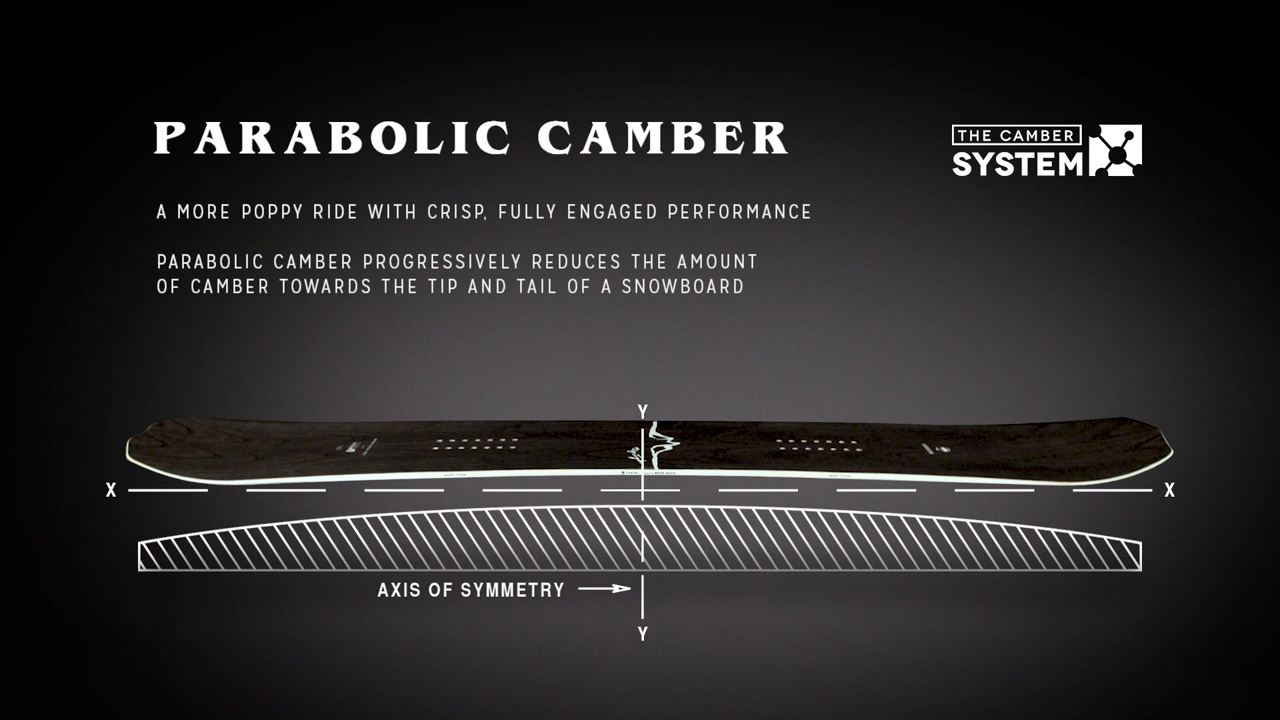 PARABOLIC CAMBER
THE CAMBER
SYSTEM
A MORE POPPY RIDE WITH CRISP, FULLY ENGAGED PERFORMANCE
PARABOLIC CAMBER PROGRESSIVELY REDUCES THE AMOUNT
OF CAMBER TOWARDS THE TIP AND TAIL OF A SNOWBOARD
Y
X
X
AXIS OF SYMMETRY
Y